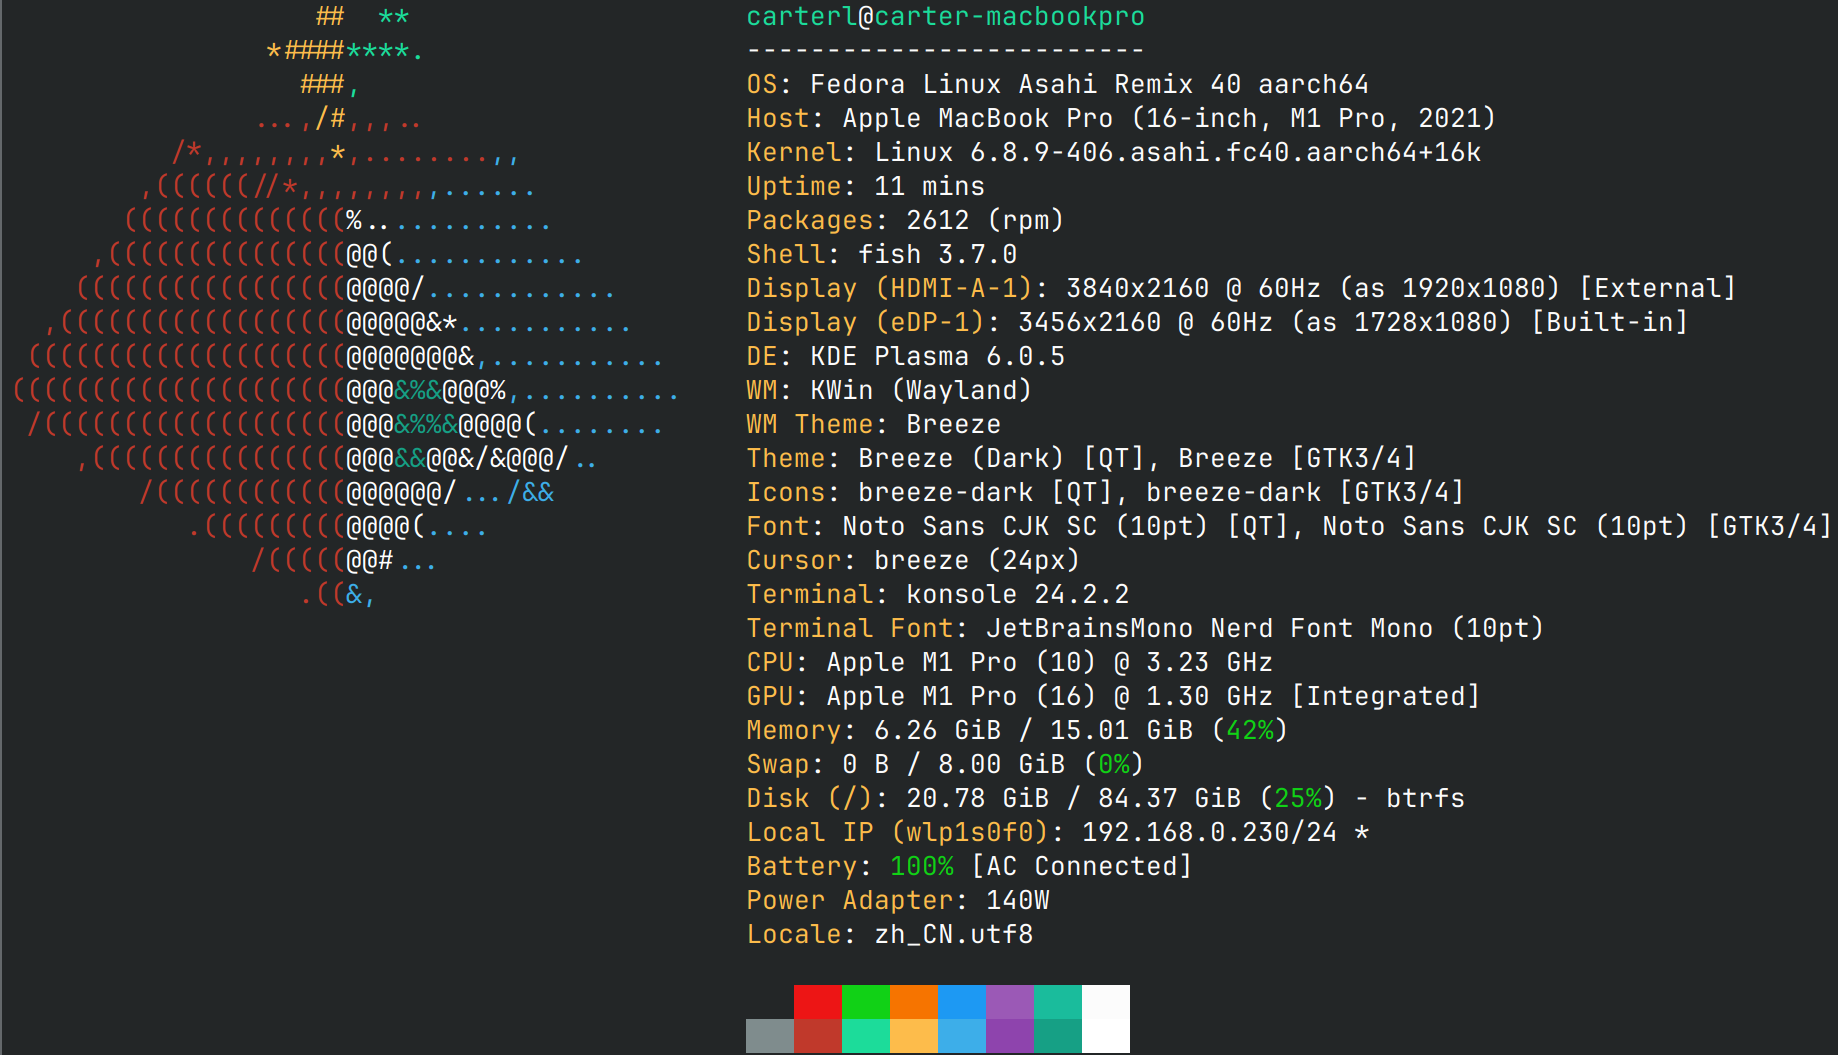 carterl@carter-macbookpro
-------------------------
OS: Fedora Linux Asahi Remix 40 aarch64
Host: Apple MacBook Pro (16-inch, M1 Pro, 2021)
Kernel: Linux 6.8.9-406.asahi.fc40.aarch64+16k
Uptime: 11 mins
Packages: 2612 (rpm)
Shell: fish 3.7.0
Display (HDMI-A-1): 3840x2160 @ 60Hz (as 1920x1080) [External]
Display (eDP-1): 3456x2160 @ 60Hz (as 1728x1080) [Built-in]
DE: KDE Plasma 6.0.5
WM: KWin (Wayland)
WM Theme: Breeze
Theme: Breeze (Dark) [QT], Breeze [GTK3/4]
Icons: breeze-dark [QT], breeze-dark [GTK3/4]
Font: Noto Sans CJK SC (10pt) [QT], Noto Sans CJK SC (10pt) [GTK3/4]
Cursor: breeze (24px)
Terminal: konsole 24.2.2
Terminal Font: JetBrainsMono Nerd Font Mono (10pt)
CPU: Apple M1 Pro (10) @ 3.23 GHz
GPU: Apple M1 Pro (16) @ 1.30 GHz [Integrated]
Memory: 6.26 GiB / 15.01 GiB (42%)
Swap: 0 B / 8.00 GiB (0%)
Disk (/): 20.78 GiB / 84.37 GiB (25%) - btrfs
Local IP (wlp1s0f0): 192.168.0.230/24 *
Battery: 100% [AC Connected]
Power Adapter: 140W
Locale: zh_CN.utf8